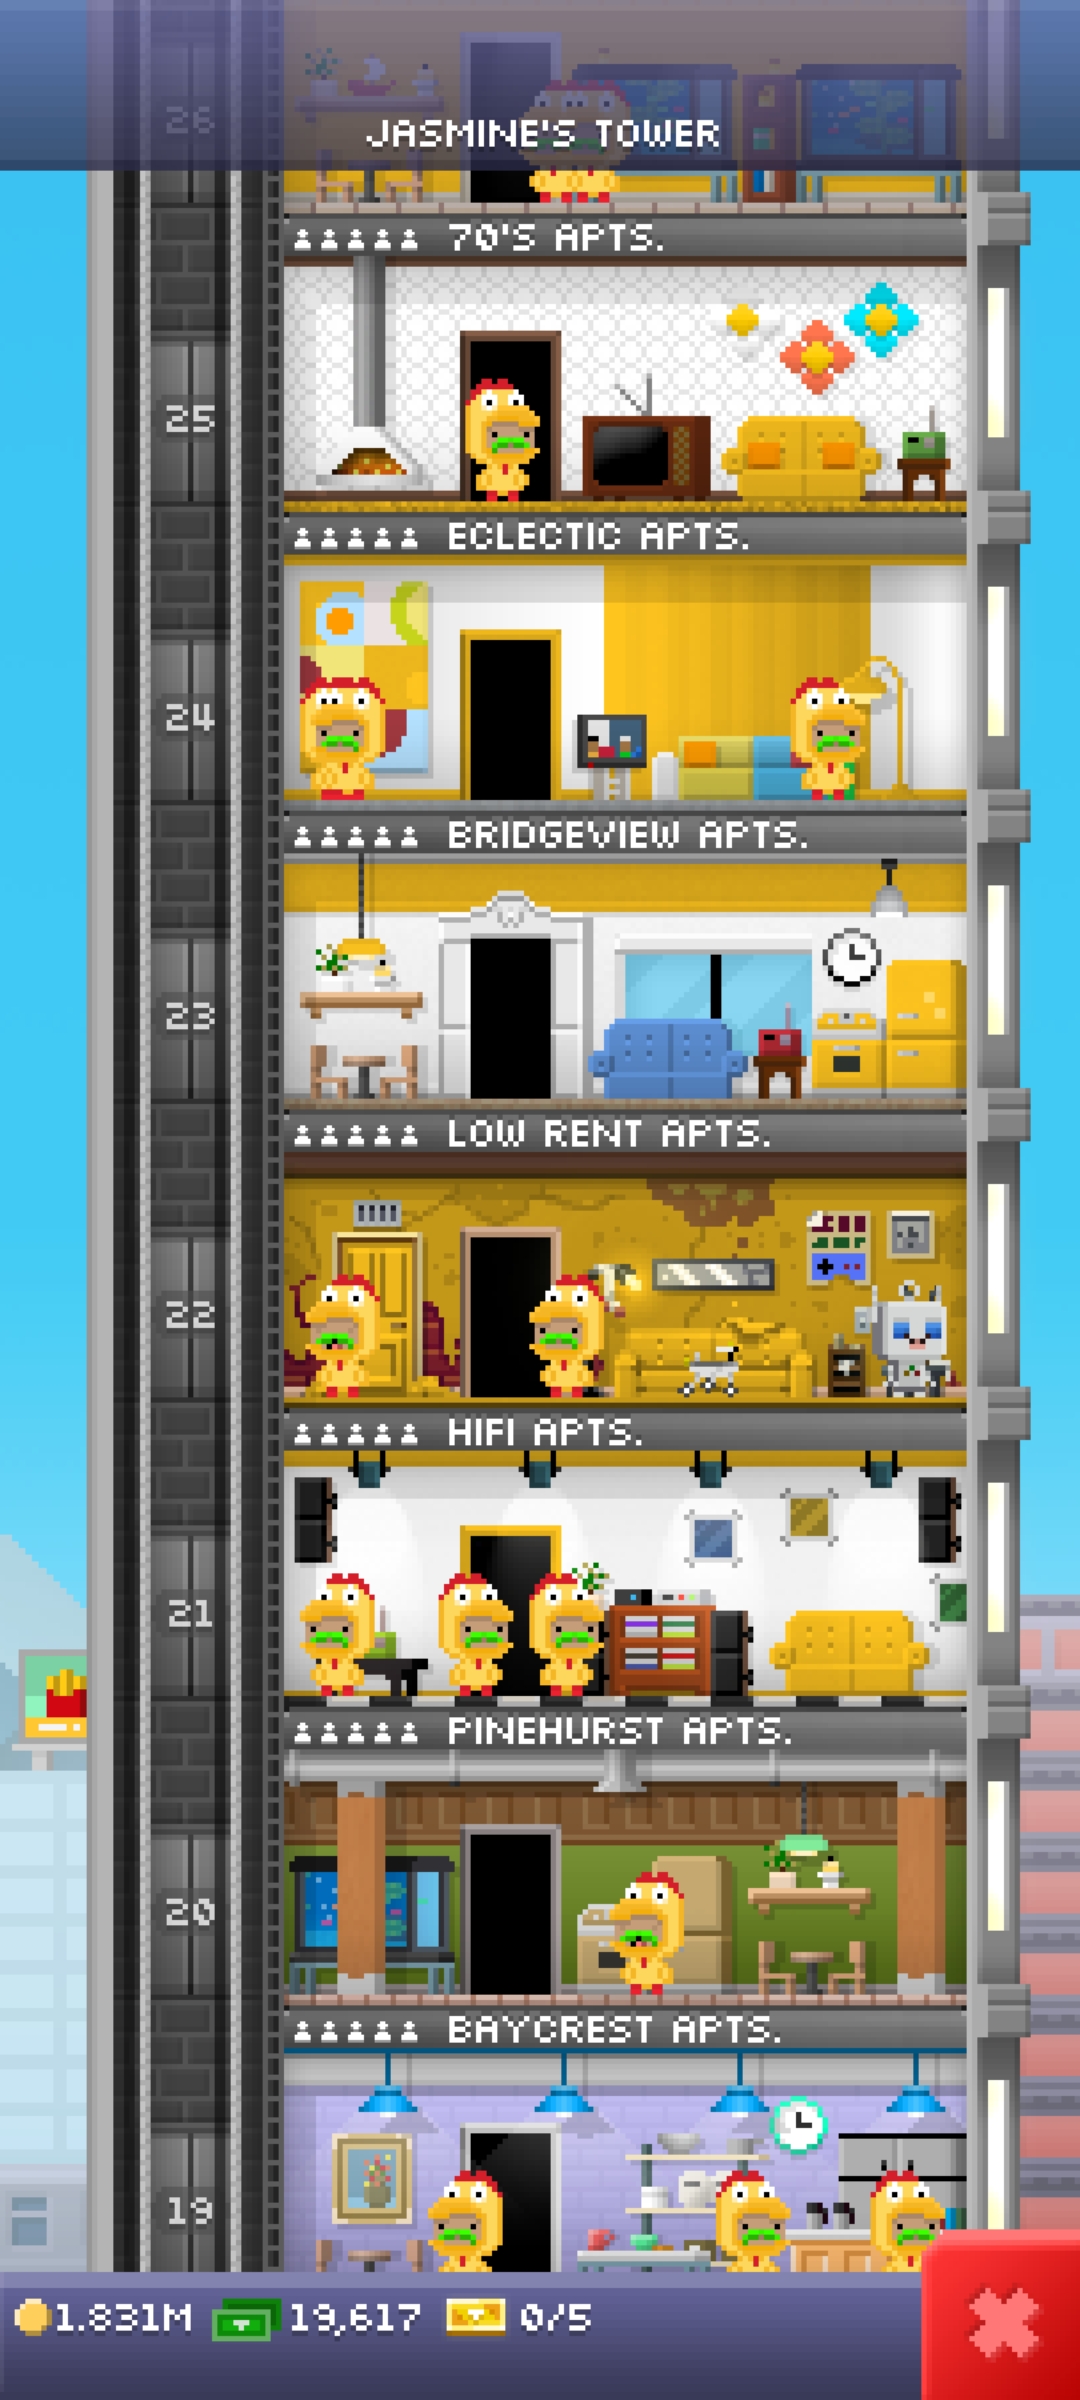 26
JASMINE'S TOWER
70'S APTS.
25
ECLECTIC APTS.
24
BRIDGEVIEW APTS.
23
LOW RENT APTS.
22
HIFI APTS.
21
PINEHURST APTS.
20
BAYCREST APTS.
19
1.831M 19,617 0/5